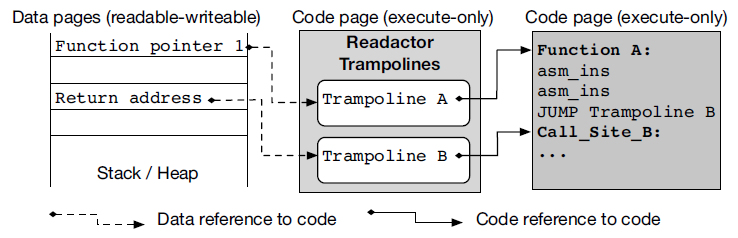 Data pages (readable-writeable)
Code page (execute-only)
Code page (execute-only)
Function pointer 1
Return address
Stack / Heap
Readactor
Trampolines
Trampoline A
Trampoline B
Function A:
asm_ins
asm_ins
JUMP Trampoline B
Call_Site_B:
...
Data reference to code
Code reference to code